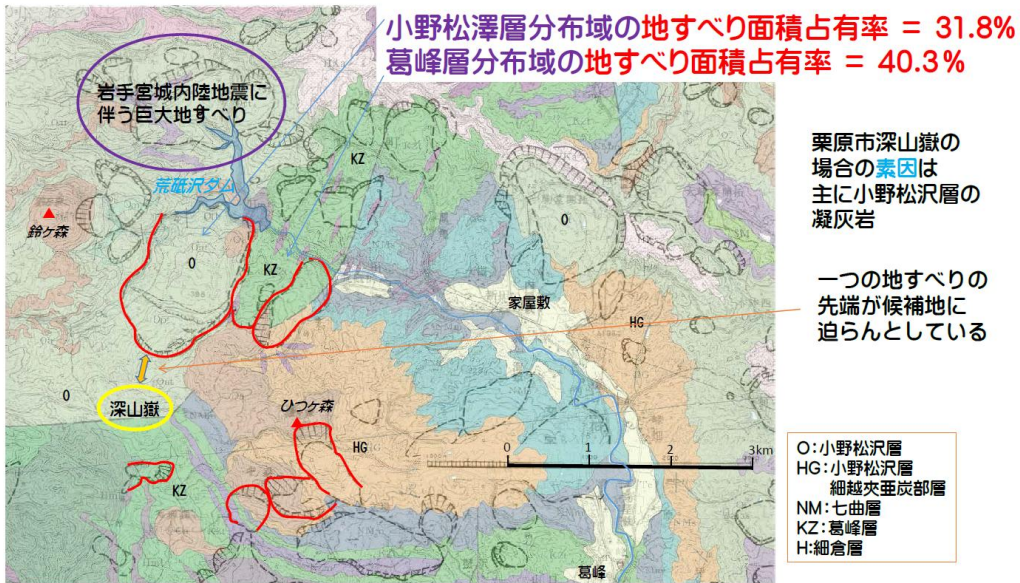 小野松澤層分布域の地すべり面積占有率 = 31.8%
葛峰層分布域の地すべり面積占有率 = 40.3%
岩手宮城内陸地震に
伴う巨大地すべり
KZ
荒砥沢ダム
鈴ヶ森
O
KZ
O
家屋敷
HG
O
深山嶽
ひつヶ森
HG
KZ
葛峰
0 1 2 3km
栗原市深山嶽の
場合の素因は
主に小野松沢層の
凝灰岩
一つの地すべりの
先端が候補地に
迫らんとしている
O:小野松沢層
HG:小野松沢層
細越夾亜炭部層
NM:七曲層
KZ:葛峰層
H:細倉層